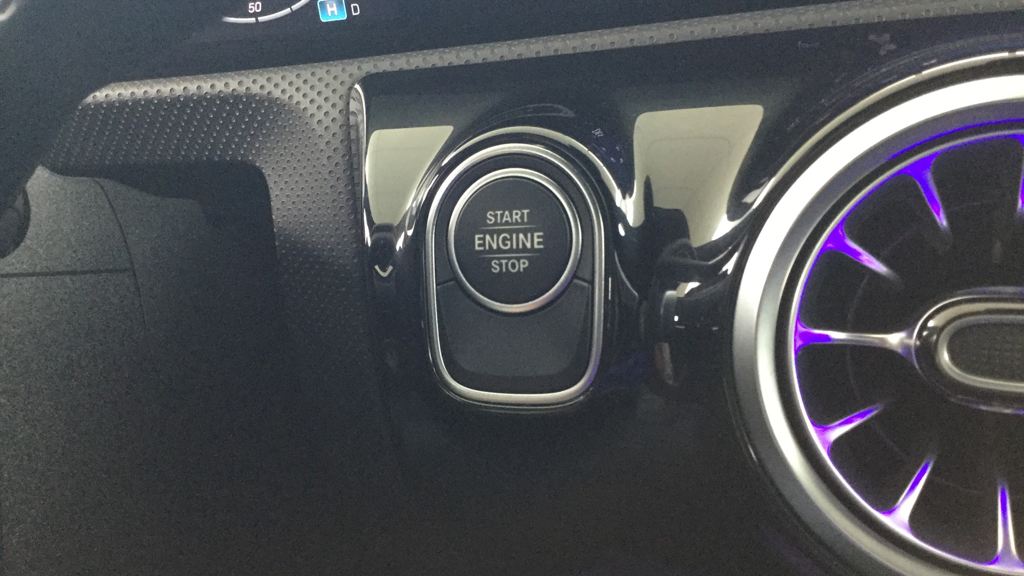 50
H D
START
ENGINE
STOP